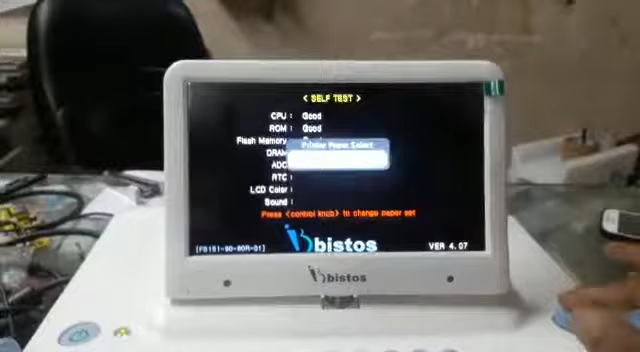 < SELF TEST >
CPU : Good
ROM : Good
Flash Memory
Printer Paper Select
DRAM
ADC
RTC :
LCD Color :
Sound :
Press <control knob> to change paper set
bistos
VER 4.07
bistos